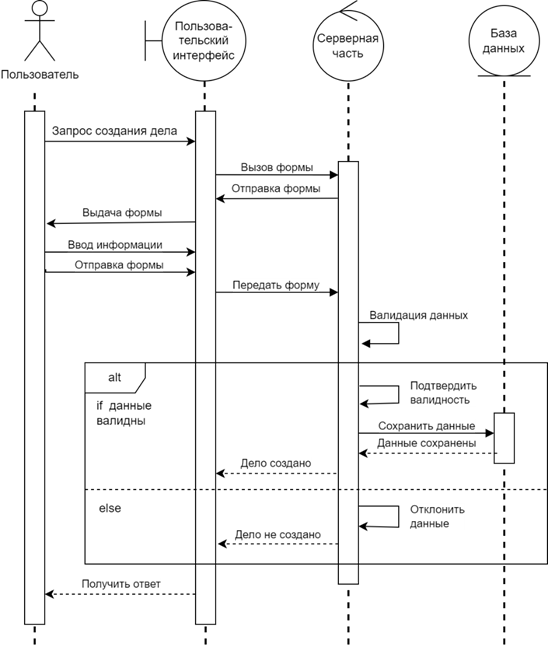 Пользова-
тельский
интерфейс
Серверная
часть
База
данных
Пользователь
Запрос создания дела
Вызов формы
Отправка формы
Выдача формы
Ввод информации
Отправка формы
Передать форму
Валидация данных
alt
if данные
валидны
Подтвердить
валидность
Сохранить данные
Данные сохранены
Дело создано
else
Отклонить
данные
Дело не создано
Получить ответ